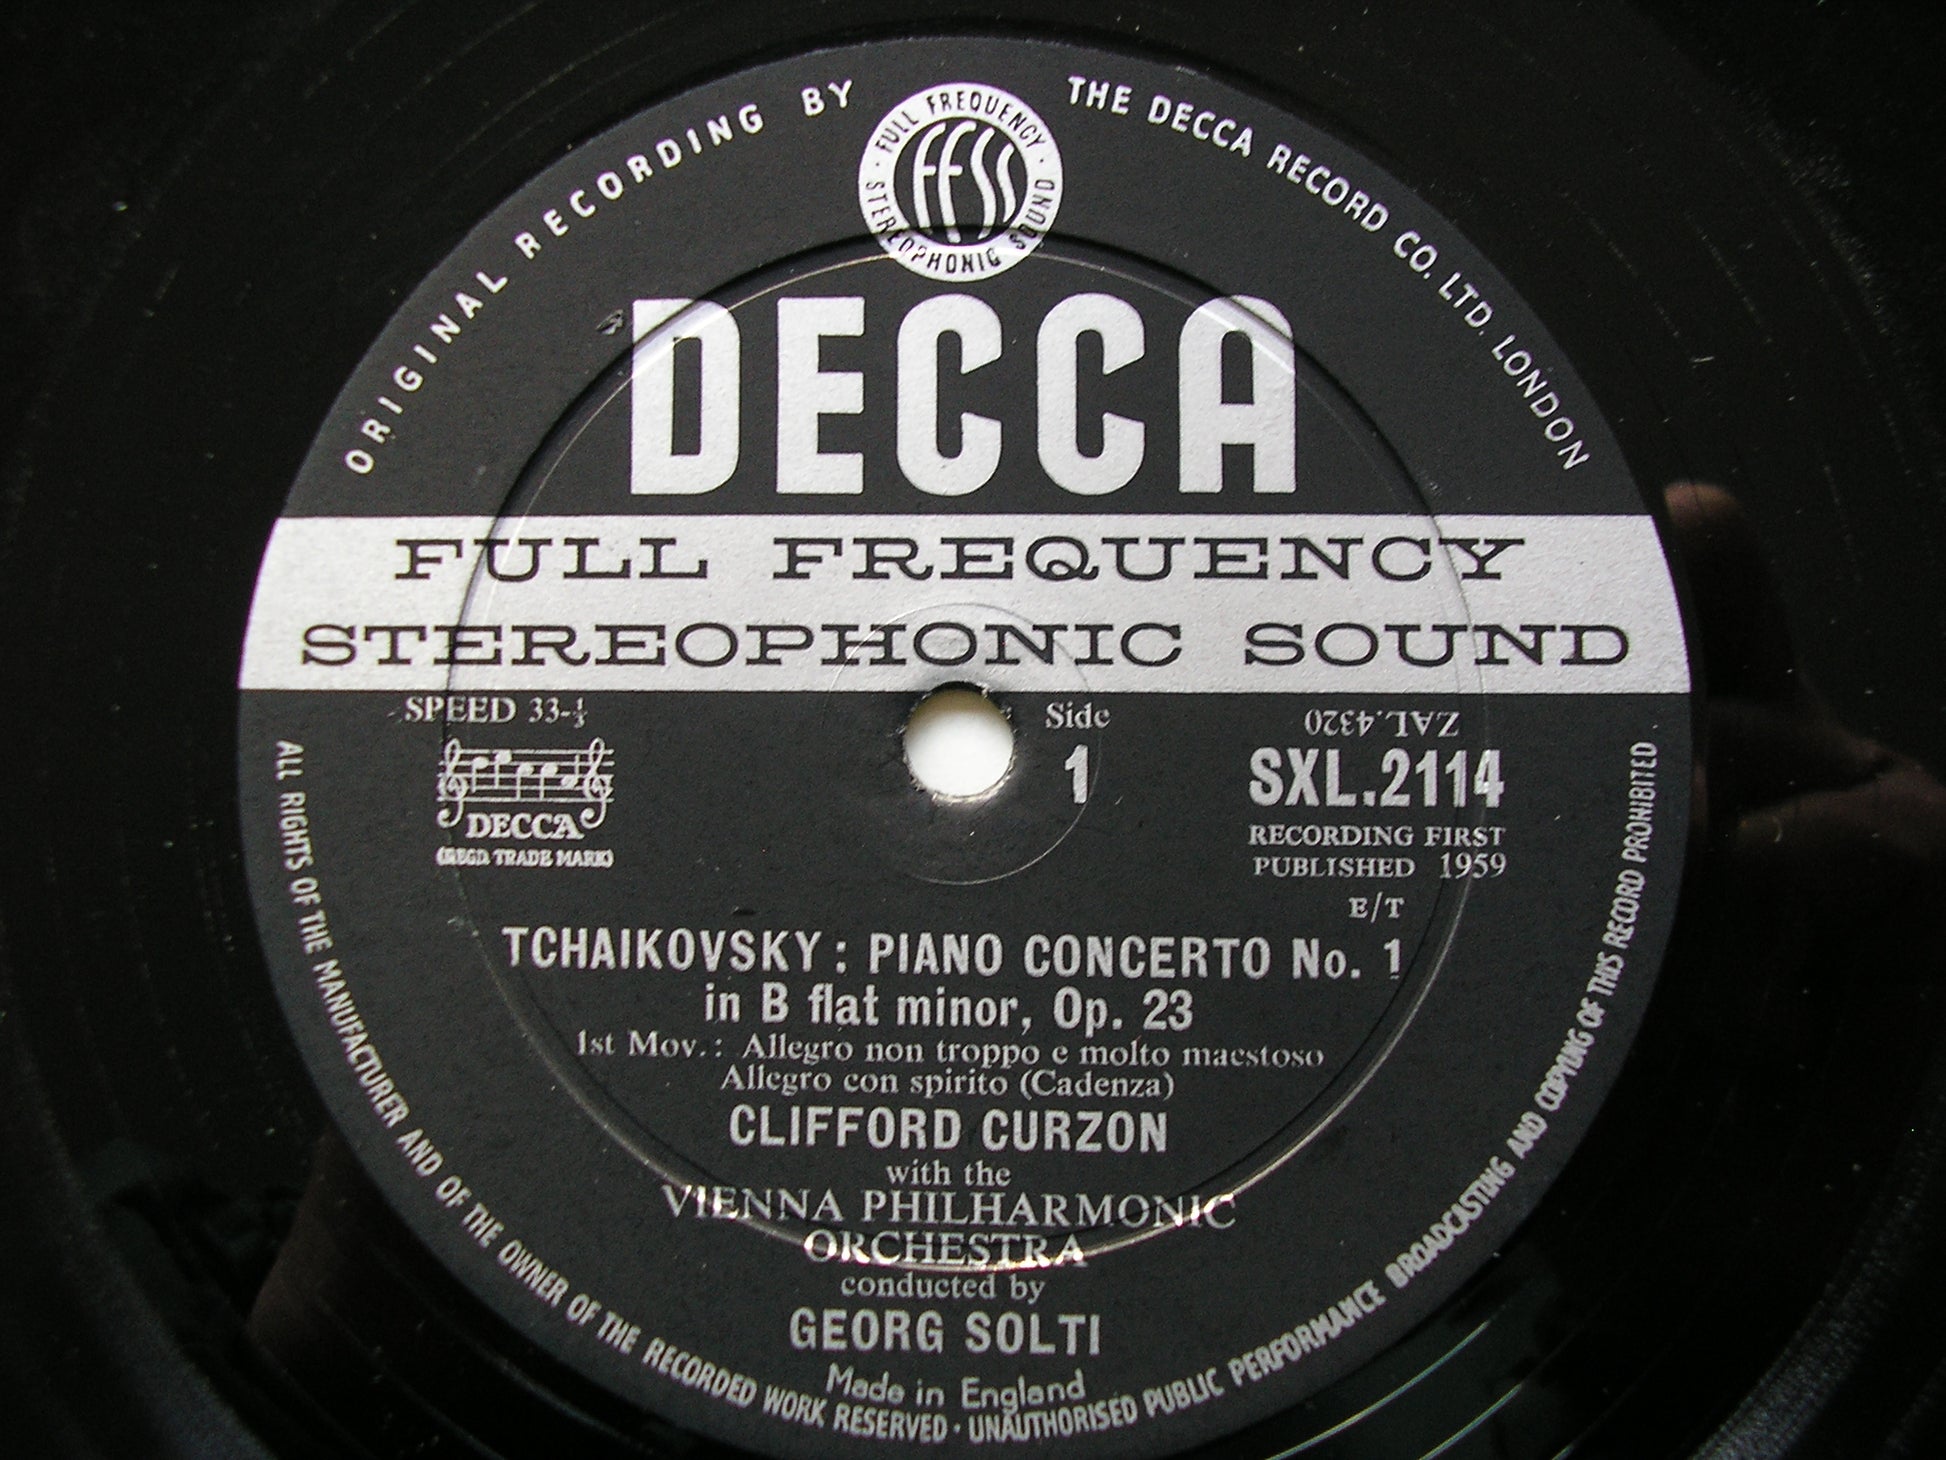 ORIGINAL RECORDING BY THE DECCA RECORD CO. LTD. LONDON
FULL FREQUENCY
FFSS
STEREOPHONIC SOUND
DECCA
FULL FREQUENCY
STEREOPHONIC SOUND
SPEED 33-⅓
DECCA
(REGD. TRADE MARK)
Side
1
ZAL.4320
SXL.2114
RECORDING FIRST
PUBLISHED 1959
E/T
TCHAIKOVSKY: PIANO CONCERTO No. 1
in B flat minor, Op. 23
1st Mov.: Allegro non troppo e molto maestoso
Allegro con spirito (Cadenza)
CLIFFORD CURZON
with the
VIENNA PHILHARMONIC
ORCHESTRA
conducted by
GEORG SOLTI
Made in England
ALL RIGHTS OF THE MANUFACTURER AND OF THE OWNER OF THE RECORDED WORK RESERVED · UNAUTHORISED PUBLIC PERFORMANCE BROADCASTING AND COPYING OF THIS RECORD PROHIBITED